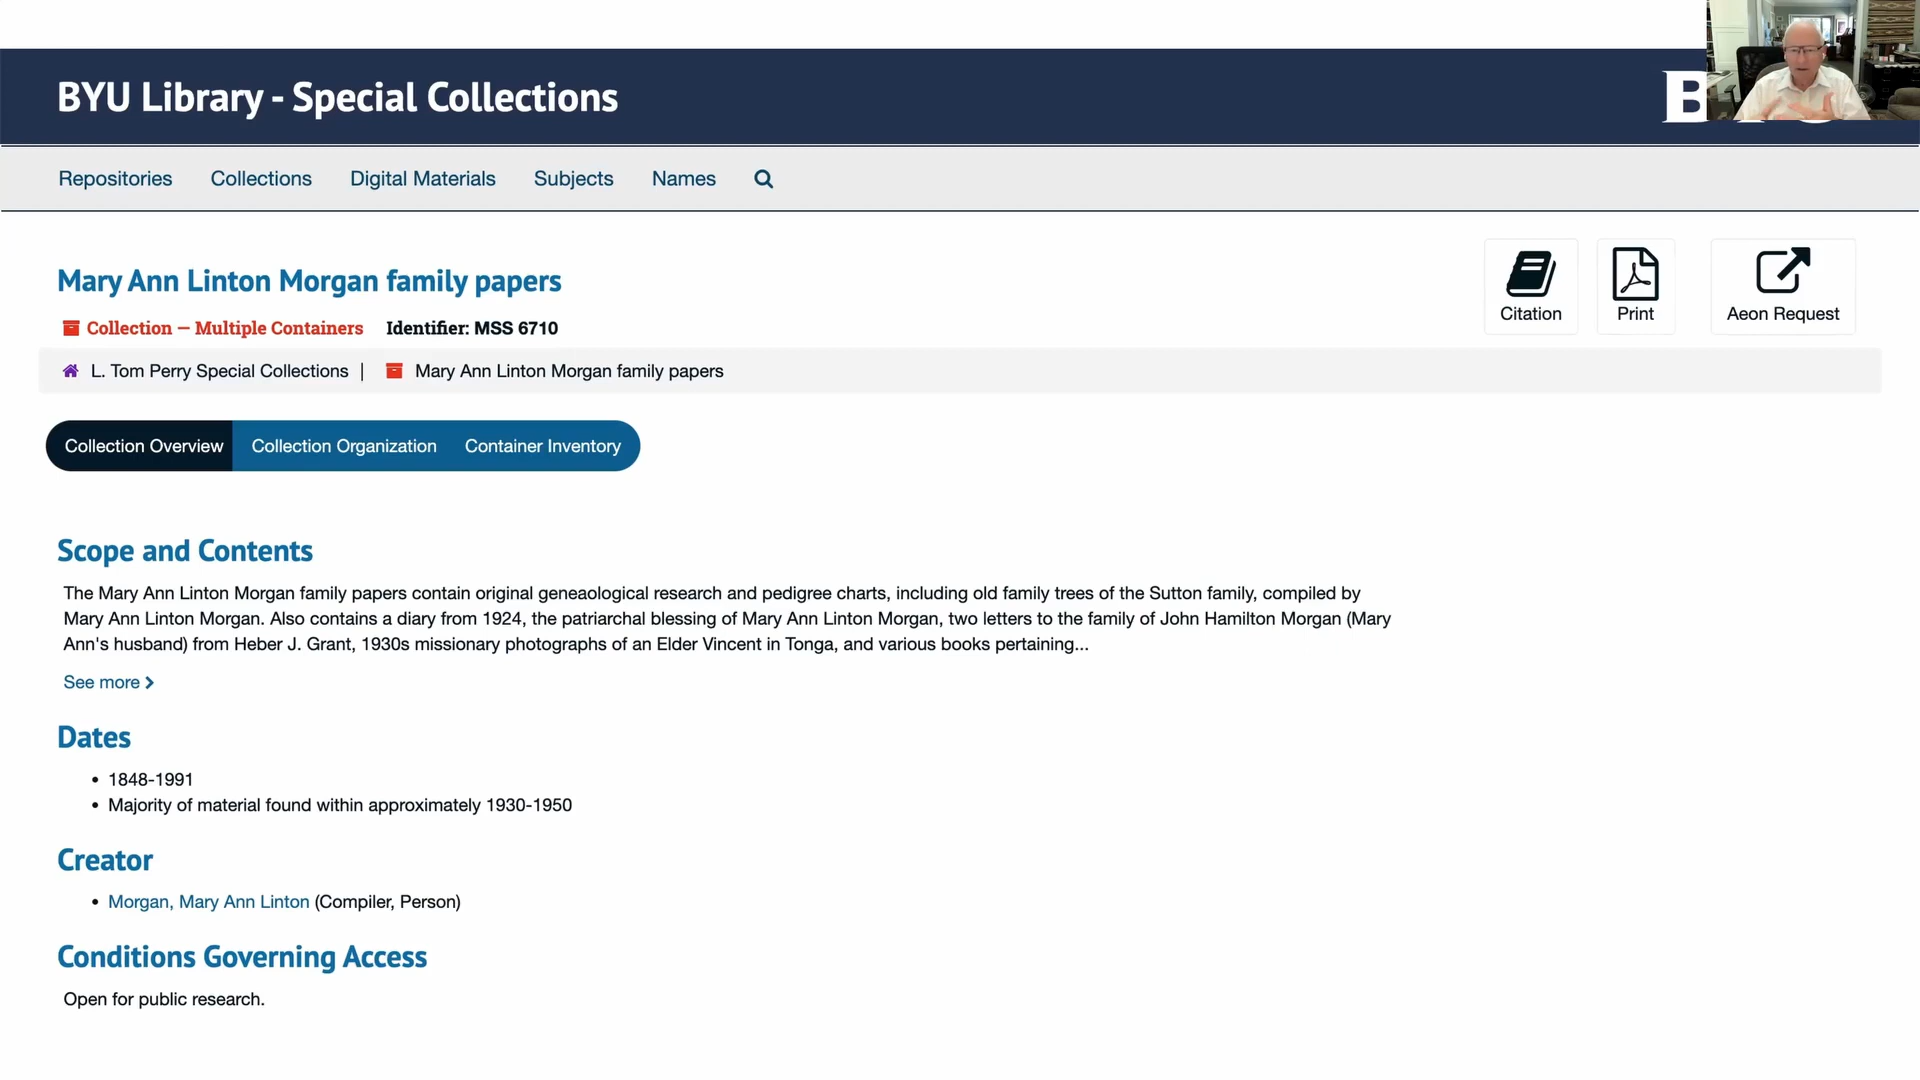 BYU Library - Special Collections
B
Repositories Collections Digital Materials Subjects Names
Mary Ann Linton Morgan family papers
Collection — Multiple Containers Identifier: MSS 6710
Citation Print Aeon Request
L. Tom Perry Special Collections | Mary Ann Linton Morgan family papers
Collection Overview Collection Organization Container Inventory
Scope and Contents
The Mary Ann Linton Morgan family papers contain original geneaological research and pedigree charts, including old family trees of the Sutton family, compiled by
Mary Ann Linton Morgan. Also contains a diary from 1924, the patriarchal blessing of Mary Ann Linton Morgan, two letters to the family of John Hamilton Morgan (Mary
Ann's husband) from Heber J. Grant, 1930s missionary photographs of an Elder Vincent in Tonga, and various books pertaining...
See more
Dates
• 1848-1991
• Majority of material found within approximately 1930-1950
Creator
• Morgan, Mary Ann Linton (Compiler, Person)
Conditions Governing Access
Open for public research.